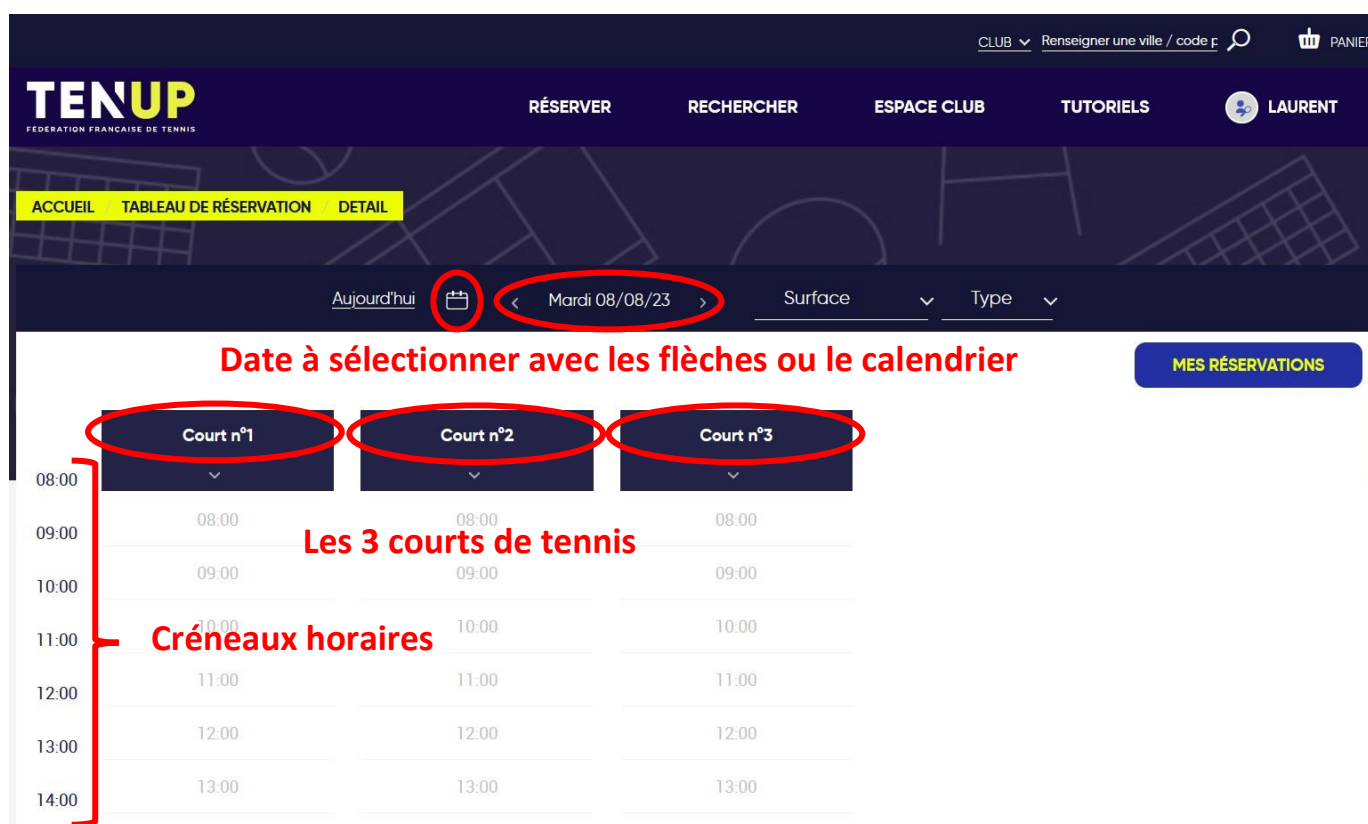 CLUB Renseigner une ville / code p PANIER
TENUP
FÉDÉRATION FRANÇAISE DE TENNIS
RÉSERVER RECHERCHER ESPACE CLUB TUTORIELS LAURENT
ACCUEIL / TABLEAU DE RÉSERVATION / DETAIL
Aujourd'hui < Mardi 08/08/23 > Surface Type
Date à sélectionner avec les flèches ou le calendrier
MES RÉSERVATIONS
Court n°1 Court n°2 Court n°3
08:00
08:00 08:00 08:00
09:00
Les 3 courts de tennis
09:00 09:00 09:00
10:00
10:00 10:00 10:00
11:00
Créneaux horaires
11:00 11:00 11:00
12:00
12:00 12:00 12:00
13:00
13:00 13:00 13:00
14:00